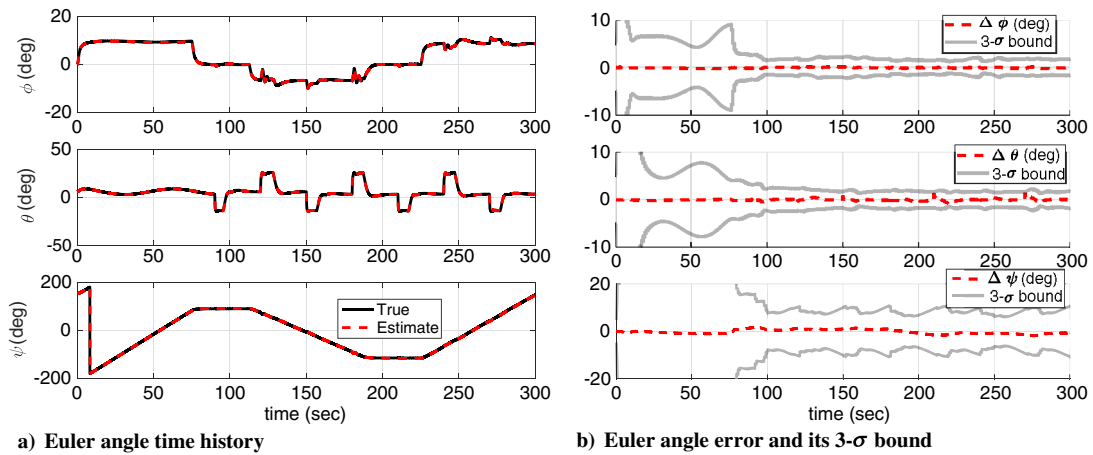 20
0
-20
ϕ (deg)
0 50 100 150 200 250 300
50
0
-50
θ (deg)
0 50 100 150 200 250 300
200
0
-200
ψ (deg)
True
Estimate
0 50 100 150 200 250 300
time (sec)
a) Euler angle time history
10
0
-10
Δ ϕ (deg)
3-σ bound
0 50 100 150 200 250 300
10
0
-10
Δ θ (deg)
3-σ bound
0 50 100 150 200 250 300
20
0
-20
Δ ψ (deg)
3-σ bound
0 50 100 150 200 250 300
time (sec)
b) Euler angle error and its 3-σ bound